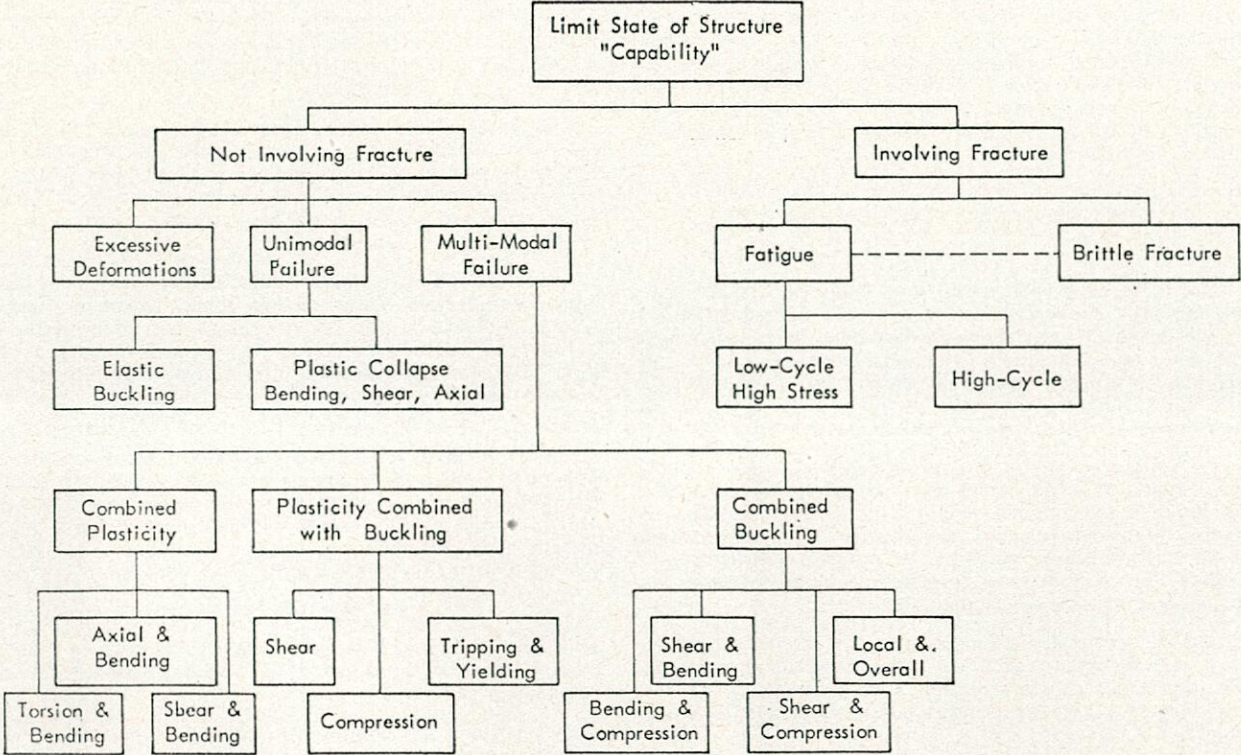 Limit State of Structure
"Capability"
Not Involving Fracture
Involving Fracture
Excessive
Deformations
Unimodal
Failure
Multi-Modal
Failure
Fatigue
Brittle Fracture
Elastic
Buckling
Plastic Collapse
Bending, Shear, Axial
Low-Cycle
High Stress
High-Cycle
Combined
Plasticity
Plasticity Combined
with Buckling
Combined
Buckling
Axial &
Bending
Shear
Tripping &
Yielding
Shear &
Bending
Local &.
Overall
Torsion &
Bending
Shear &
Bending
Compression
Bending &
Compression
Shear &
Compression